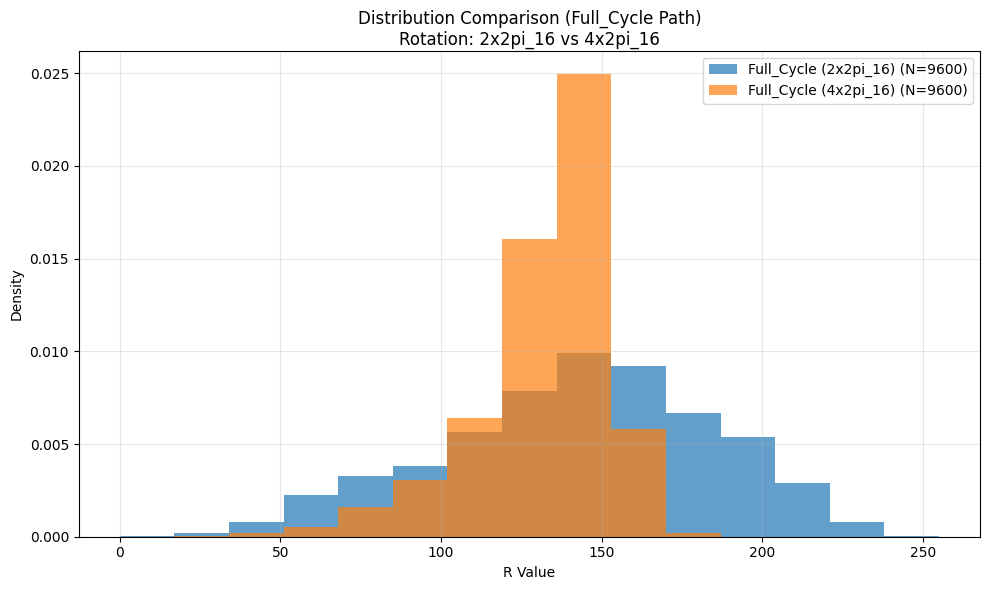 Distribution Comparison (Full_Cycle Path)
Rotation: 2x2pi_16 vs 4x2pi_16
Full_Cycle (2x2pi_16) (N=9600)
Full_Cycle (4x2pi_16) (N=9600)
Density
0.025
0.020
0.015
0.010
0.005
0.000
0 50 100 150 200 250
R Value